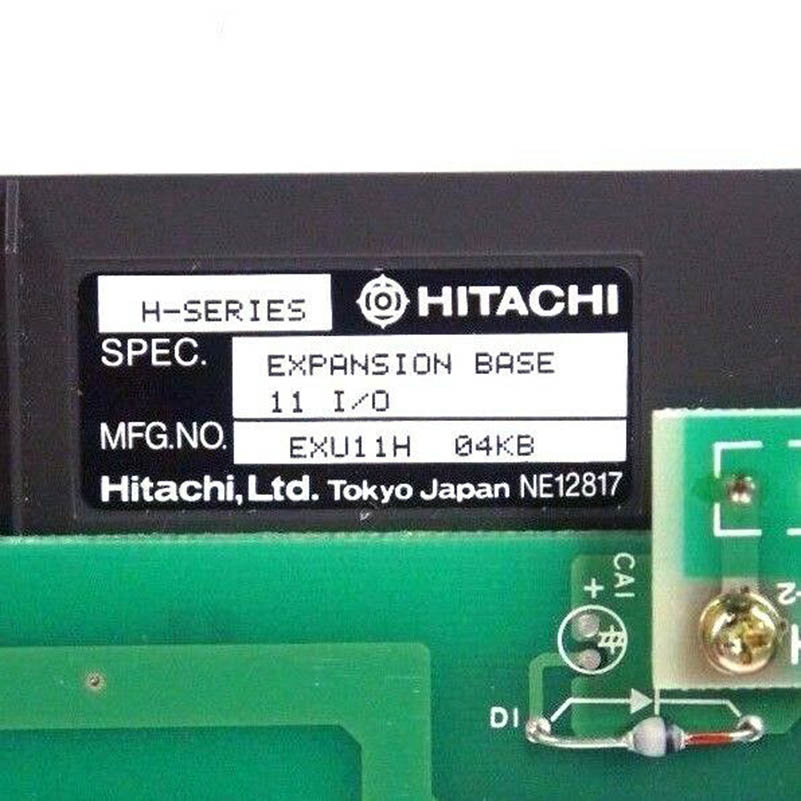 H-SERIES HITACHI
SPEC. EXPANSION BASE
11 I/O
MFG.NO. EXU11H 04KB
Hitachi,Ltd. Tokyo Japan NE12817
CA1
+
D1